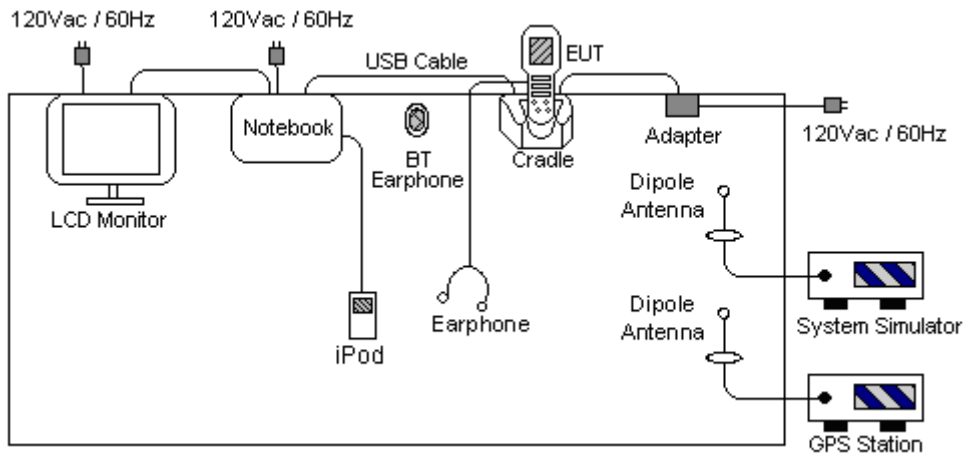 120Vac / 60Hz
120Vac / 60Hz
USB Cable
EUT
Notebook
BT
Earphone
Cradle
Adapter
120Vac / 60Hz
LCD Monitor
Dipole
Antenna
iPod
Earphone
System Simulator
Dipole
Antenna
GPS Station